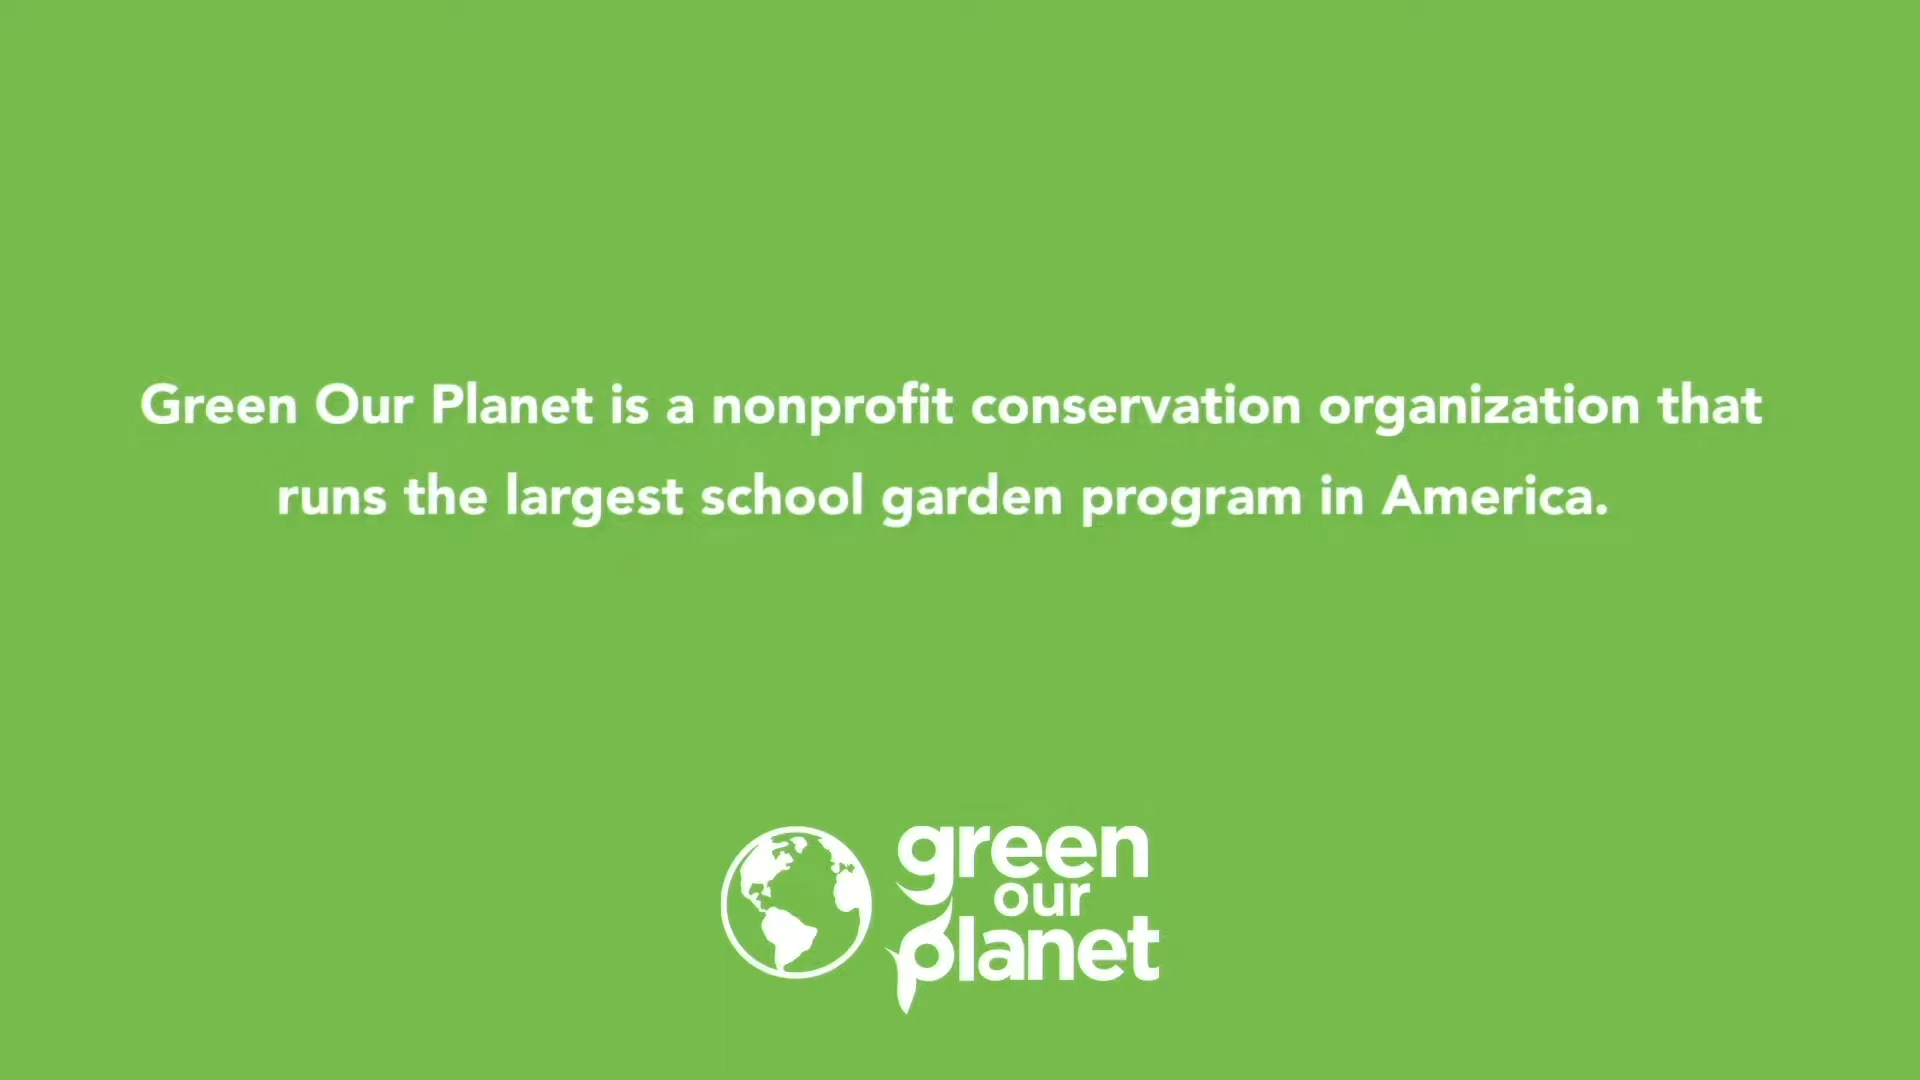 Green Our Planet is a nonprofit conservation organization that
runs the largest school garden program in America.
green
our
planet